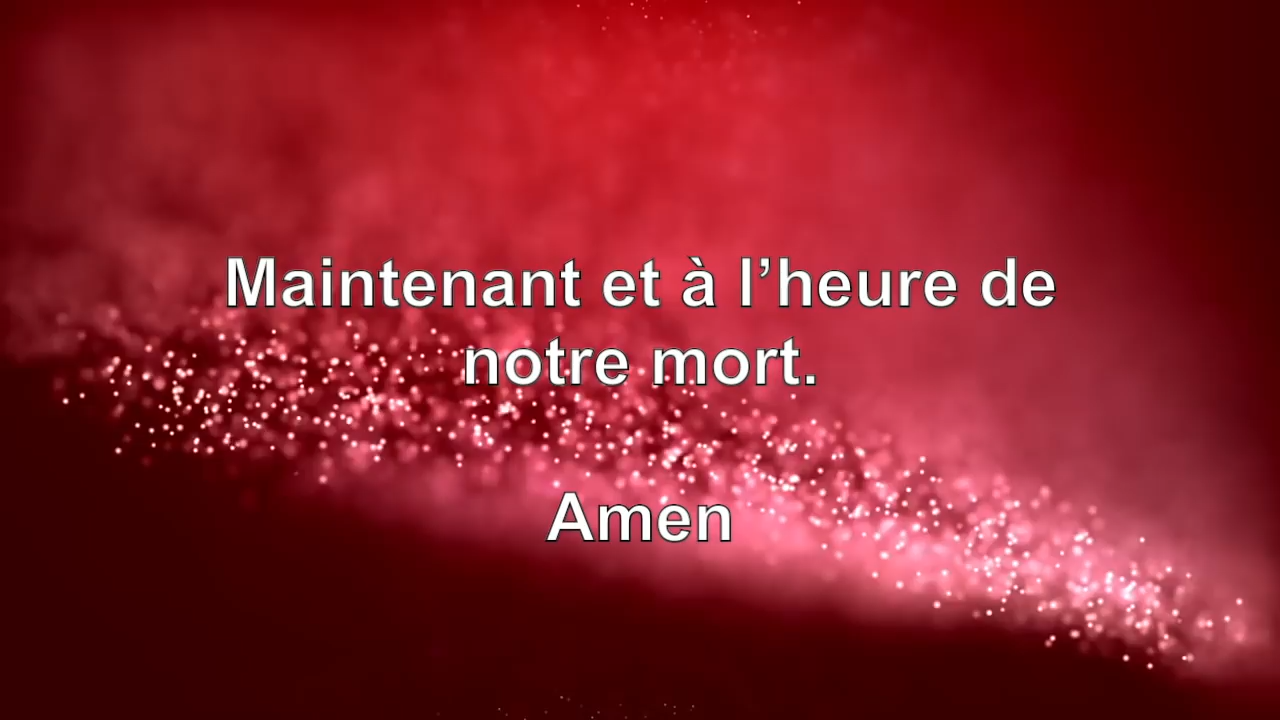 Maintenant et à l’heure de
notre mort.
Amen